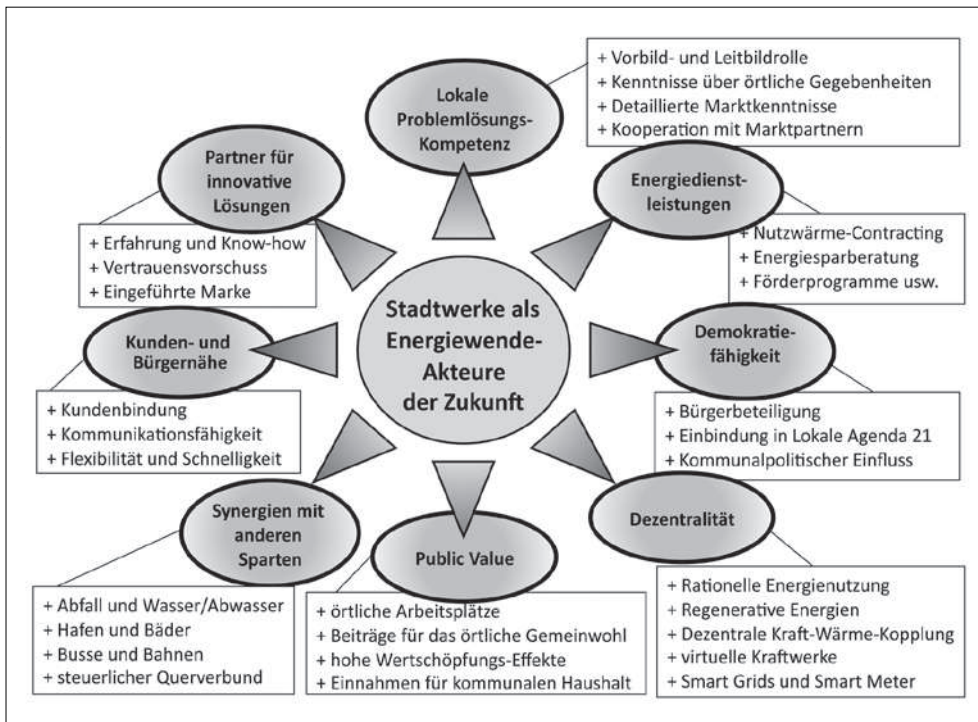 Lokale
Problemlösungs-
Kompetenz
+ Vorbild- und Leitbildrolle
+ Kenntnisse über örtliche Gegebenheiten
+ Detaillierte Marktkenntnisse
+ Kooperation mit Marktpartnern
Partner für
innovative
Lösungen
+ Erfahrung und Know-how
+ Vertrauensvorschuss
+ Eingeführte Marke
Energiedienst-
leistungen
+ Nutzwärme-Contracting
+ Energiesparberatung
+ Förderprogramme usw.
Stadtwerke als
Energiewende-
Akteure
der Zukunft
Kunden- und
Bürgernähe
+ Kundenbindung
+ Kommunikationsfähigkeit
+ Flexibilität und Schnelligkeit
Demokratie-
fähigkeit
+ Bürgerbeteiligung
+ Einbindung in Lokale Agenda 21
+ Kommunalpolitischer Einfluss
Synergien mit
anderen
Sparten
+ Abfall und Wasser/Abwasser
+ Hafen und Bäder
+ Busse und Bahnen
+ steuerlicher Querverbund
Public Value
+ örtliche Arbeitsplätze
+ Beiträge für das örtliche Gemeinwohl
+ hohe Wertschöpfungs-Effekte
+ Einnahmen für kommunalen Haushalt
Dezentralität
+ Rationelle Energienutzung
+ Regenerative Energien
+ Dezentrale Kraft-Wärme-Kopplung
+ virtuelle Kraftwerke
+ Smart Grids und Smart Meter